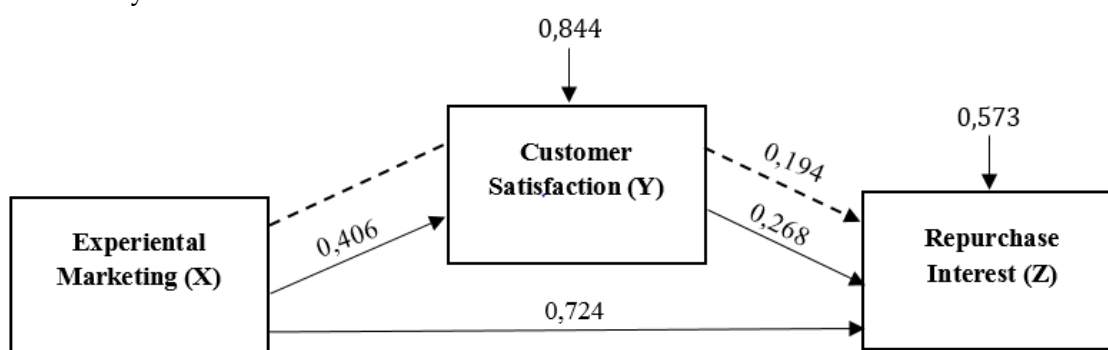 0,844
0,573
Customer
Satisfaction (Y)
0,194
0,268
Experiental
Marketing (X)
0,406
Repurchase
Interest (Z)
0,724